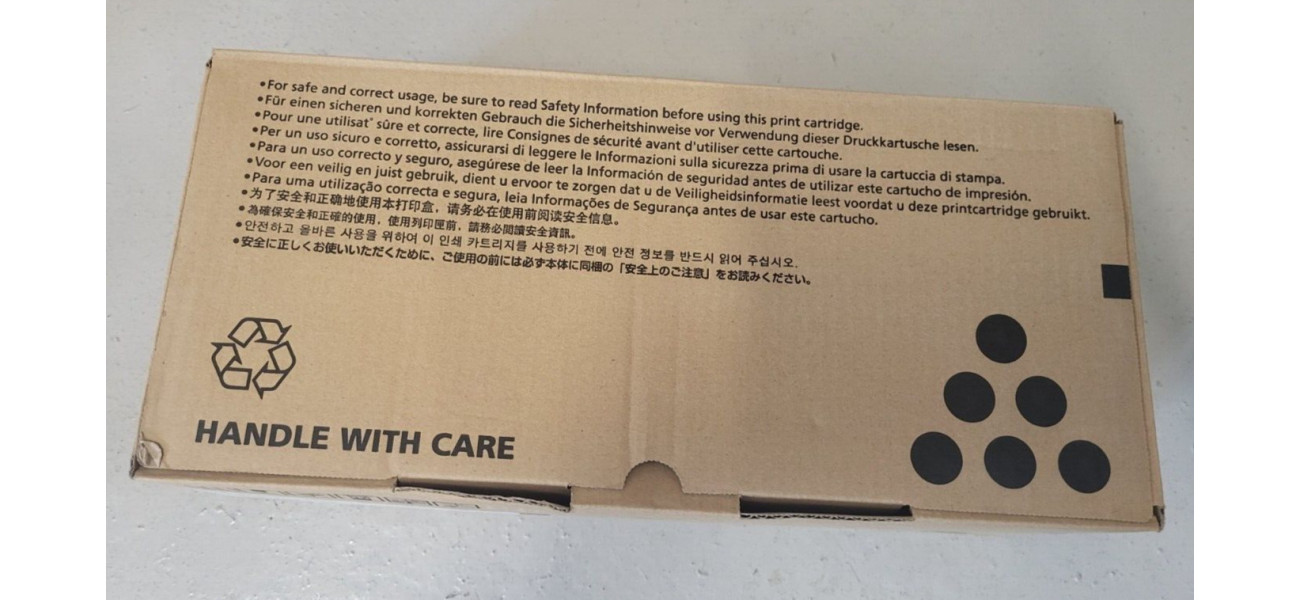 •For safe and correct usage, be sure to read Safety Information before using this print cartridge.
•Für einen sicheren und korrekten Gebrauch die Sicherheitshinweise vor Verwendung dieser Druckkartusche lesen.
•Pour une utilisat* sûre et correcte, lire Consignes de sécurité avant d'utiliser cette cartouche.
•Per un uso sicuro e corretto, assicurarsi di leggere le Informazioni sulla sicurezza prima di usare la cartuccia di stampa.
•Para un uso correcto y seguro, asegúrese de leer la Información de seguridad antes de utilizar este cartucho de impresión.
•Voor een veilig en juist gebruik, dient u ervoor te zorgen dat u de Veiligheidsinformatie leest voordat u deze printcartridge gebruikt.
•Para uma utilização correcta e segura, leia Informações de Segurança antes de usar este cartucho.
•为了安全和正确地使用本打印盒，请务必在使用前阅读安全信息。
•為確保安全和正確的使用，使用列印匣前，請務必閱讀安全資訊。
•안전하고 올바른 사용을 위하여 이 인쇄 카트리지를 사용하기 전에 안전 정보를 반드시 읽어 주십시오.
•安全に正しくお使いいただくために、ご使用の前には必ず本体に同梱の「安全上のご注意」をお読みください。
HANDLE WITH CARE